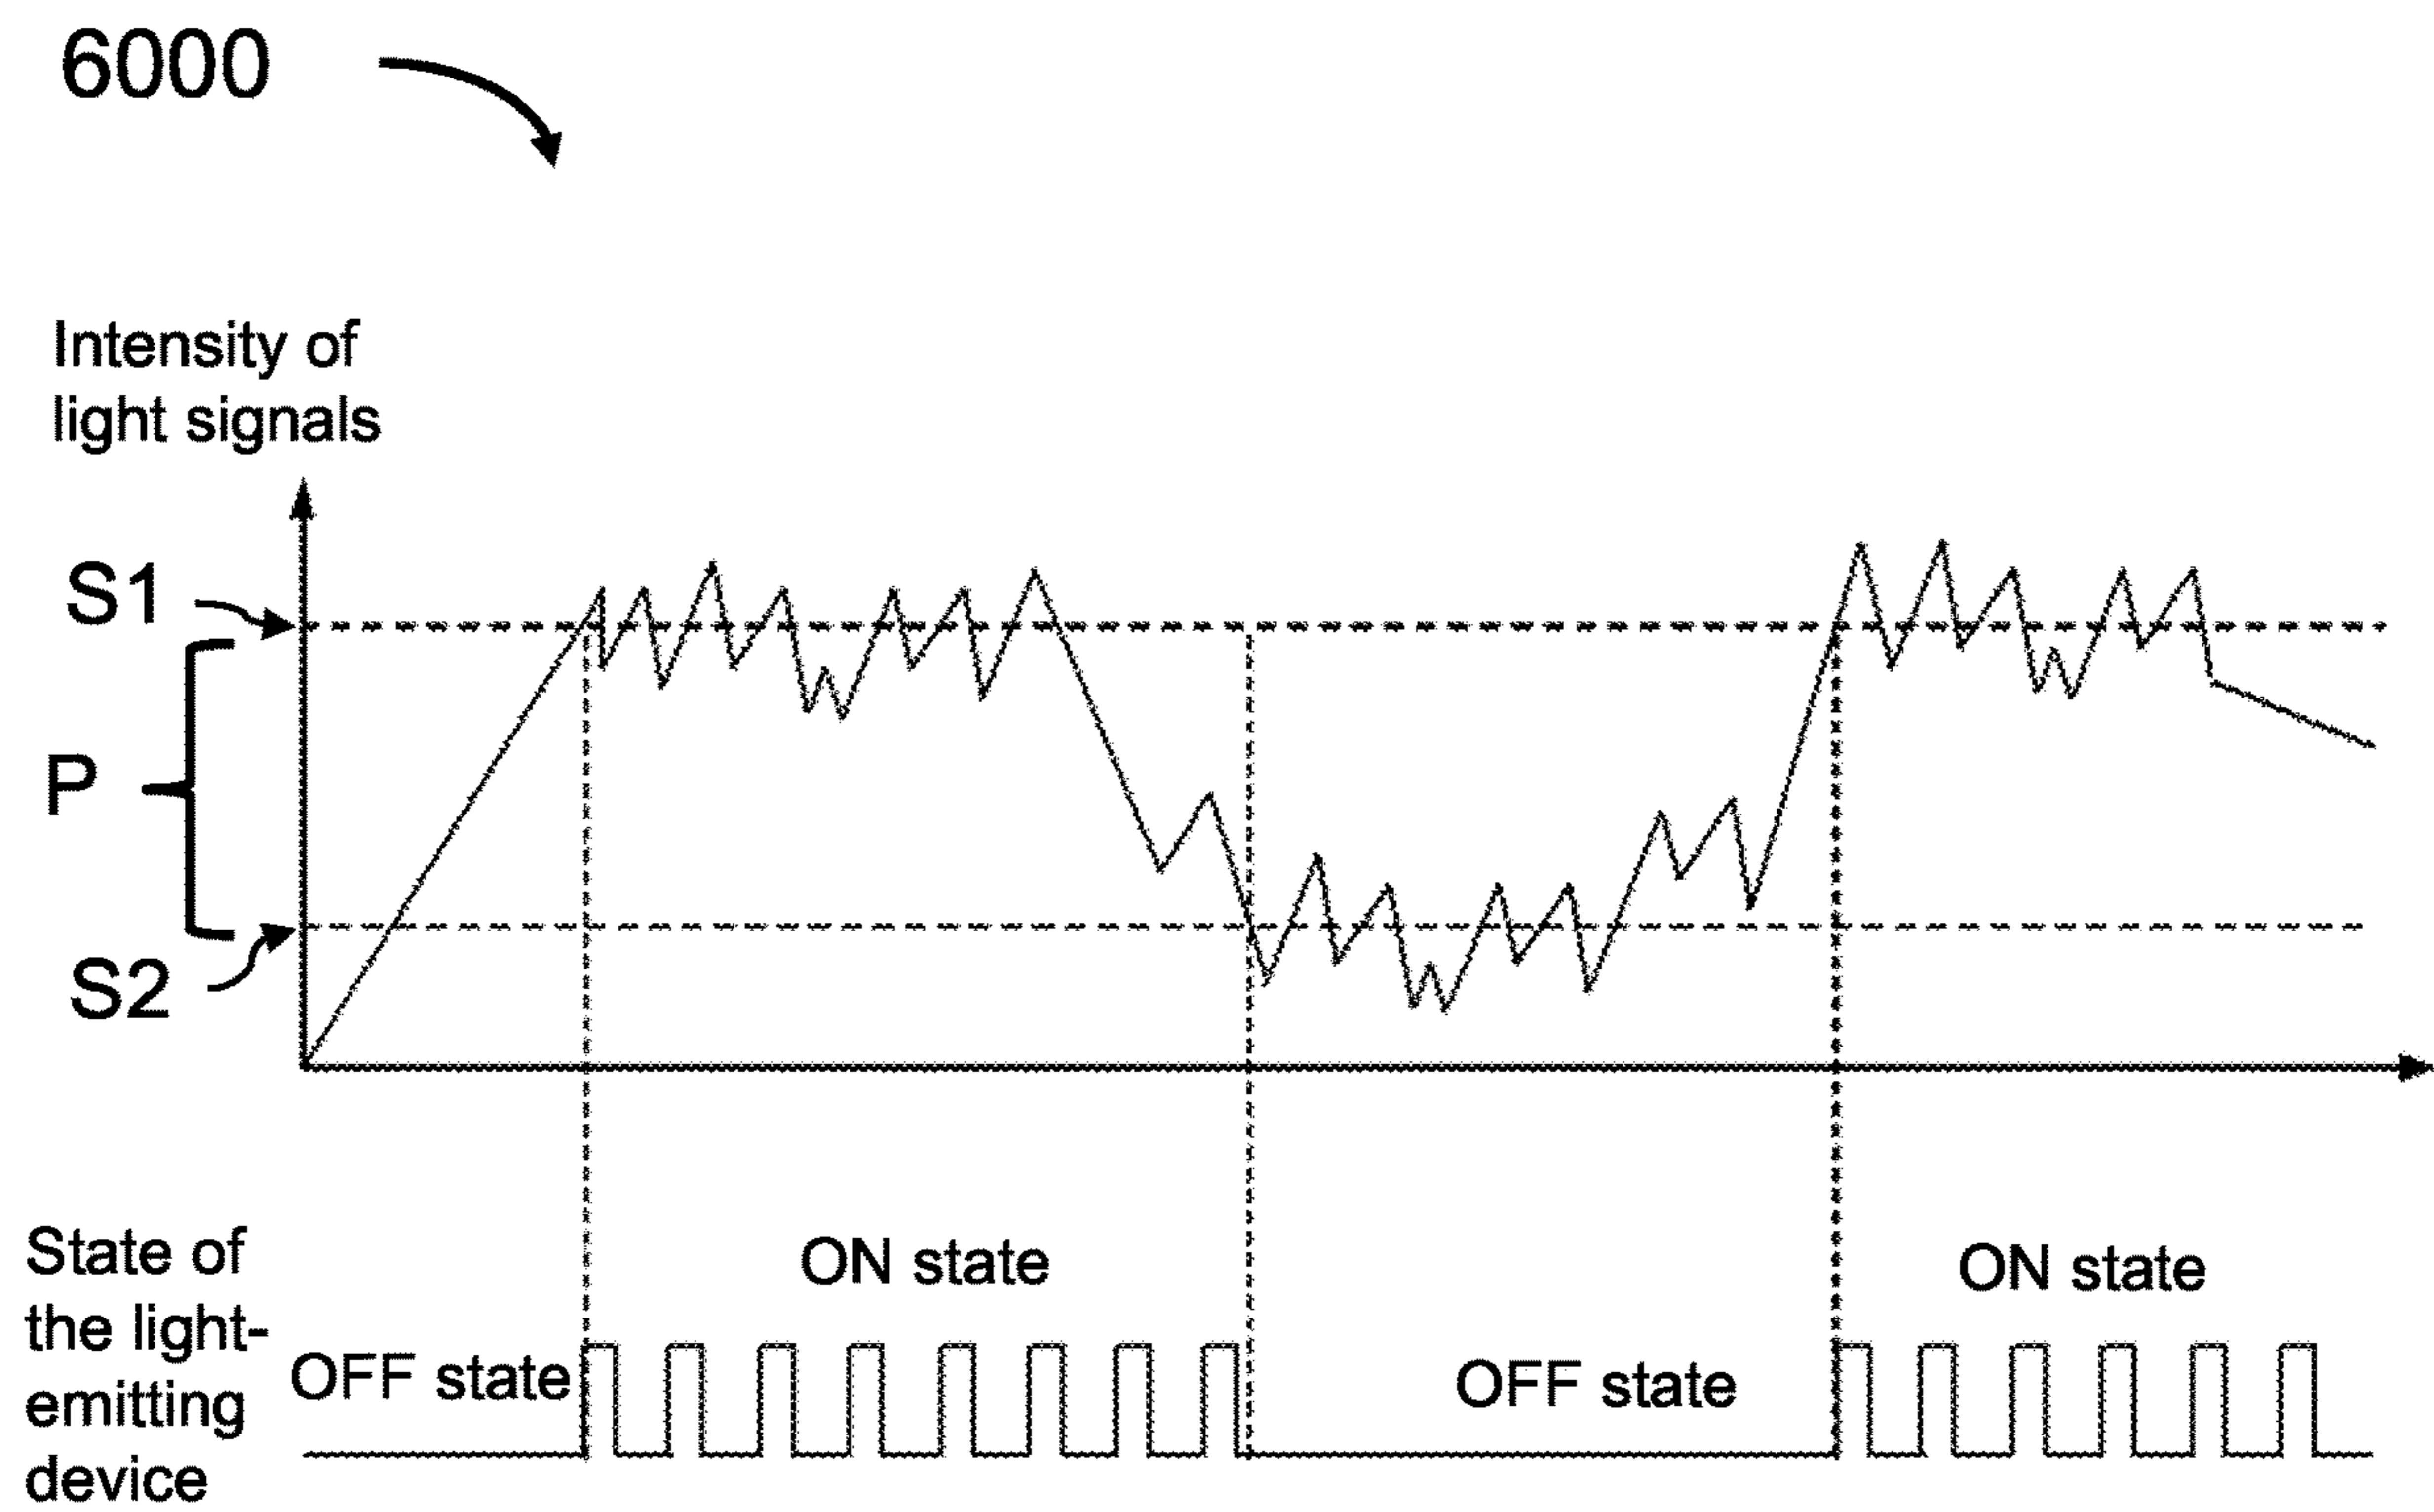 6000
Intensity of
light signals
S1
P
S2
State of
the light-
emitting
device
OFF state
ON state
OFF state
ON state